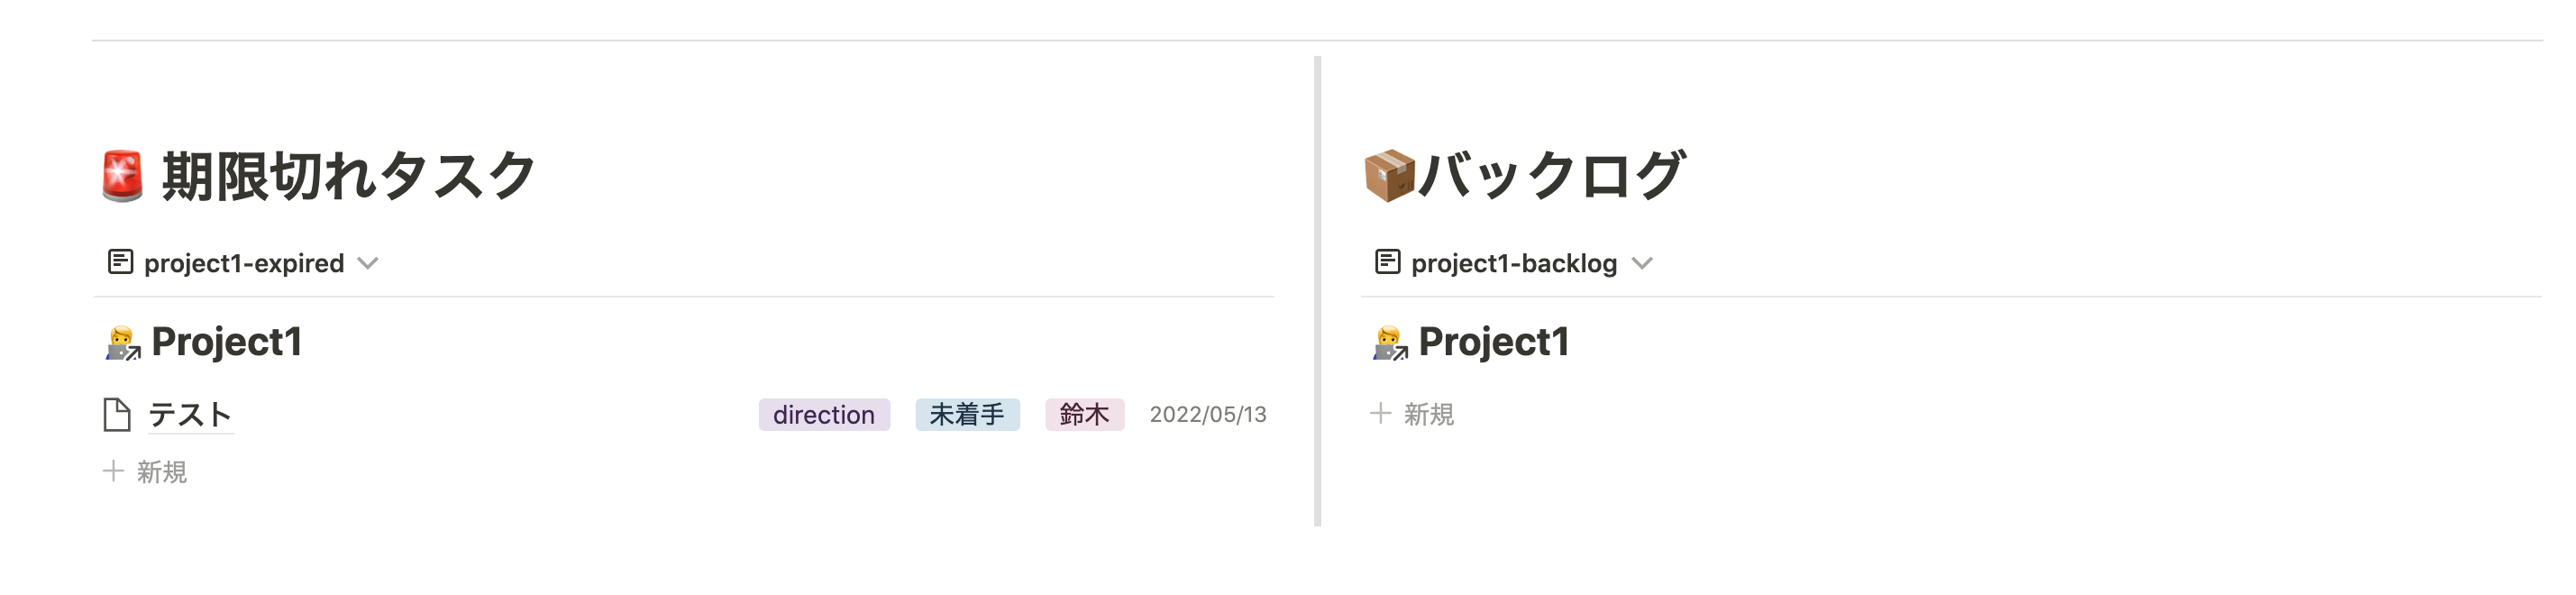 🚨 期限切れタスク
project1-expired
👨‍💻 Project1
テスト direction 未着手 鈴木 2022/05/13
+ 新規
📦バックログ
project1-backlog
👨‍💻 Project1
+ 新規